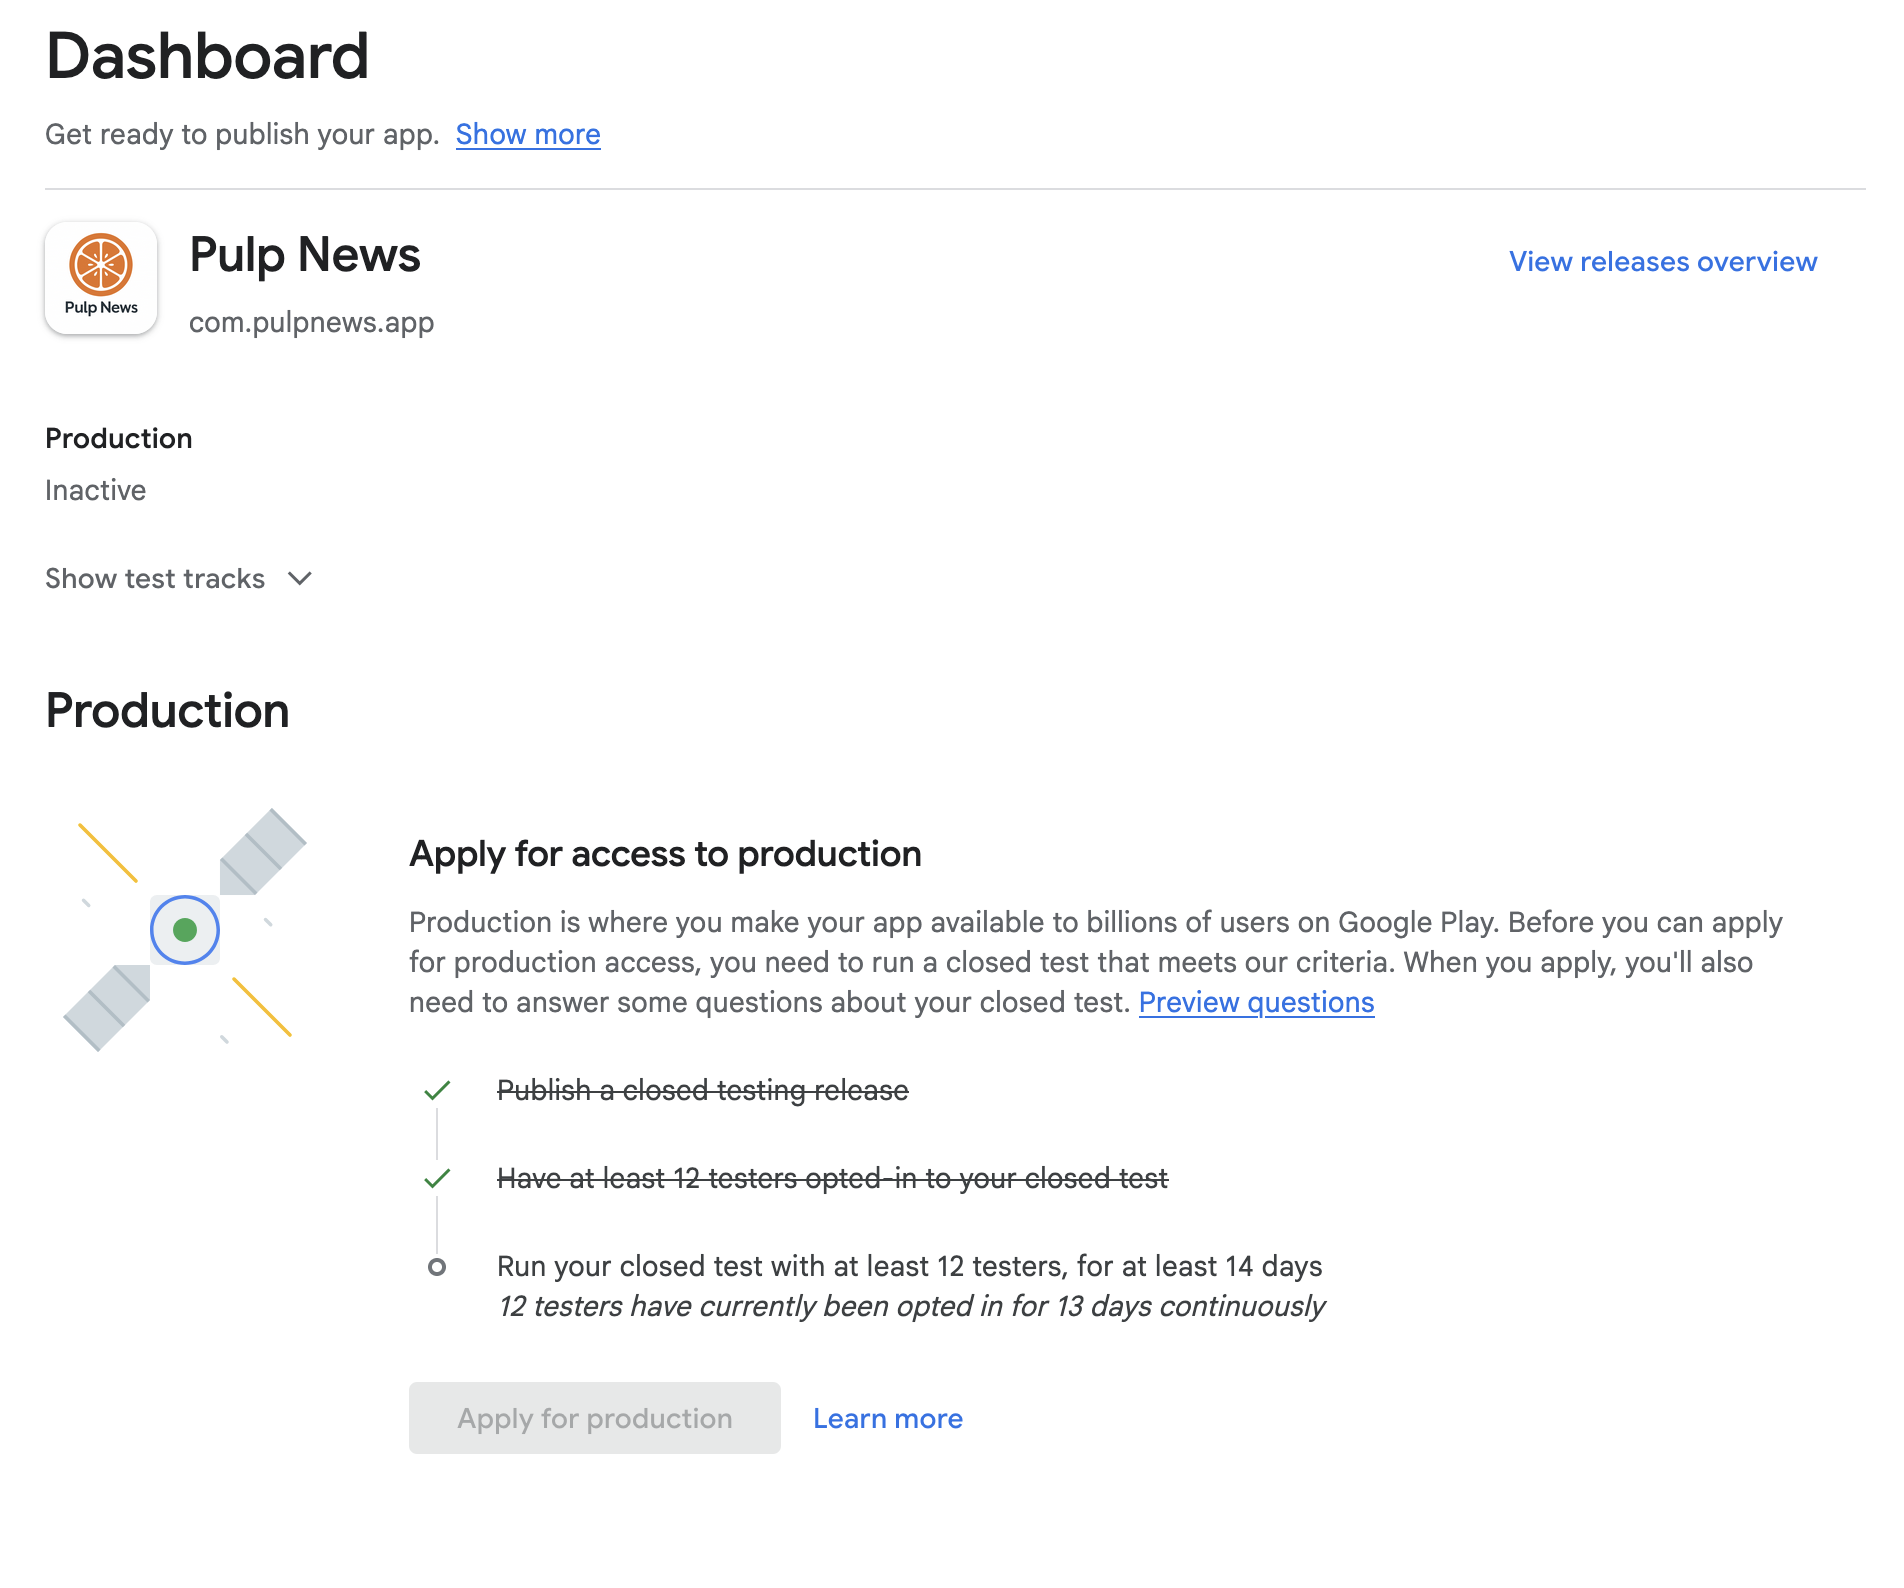 Dashboard
Get ready to publish your app. Show more
Pulp News
Pulp News
View releases overview
com.pulpnews.app
Production
Inactive
Show test tracks
Production
Apply for access to production
Production is where you make your app available to billions of users on Google Play. Before you can apply
for production access, you need to run a closed test that meets our criteria. When you apply, you'll also
need to answer some questions about your closed test. Preview questions
Publish a closed testing release
Have at least 12 testers opted-in to your closed test
Run your closed test with at least 12 testers, for at least 14 days
12 testers have currently been opted in for 13 days continuously
Apply for production
Learn more